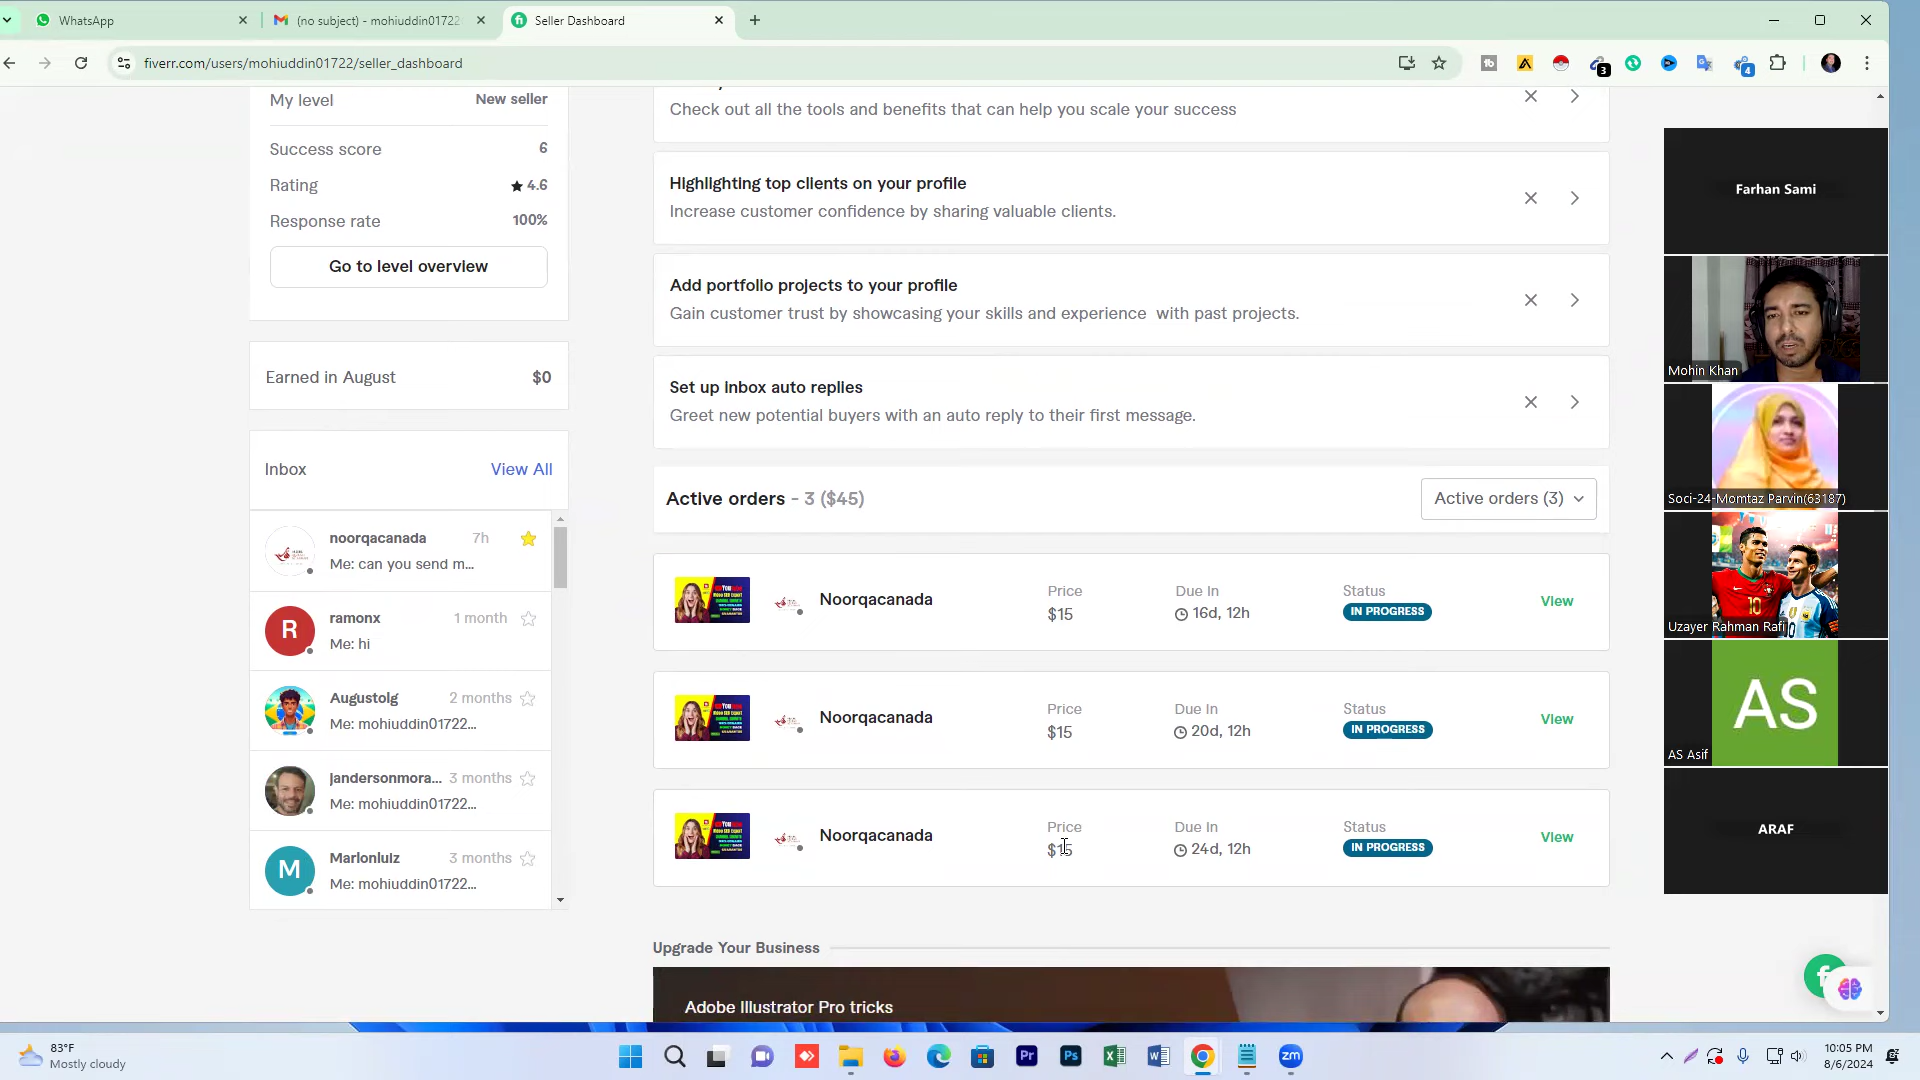 WhatsApp
(no subject) - mohiuddin01722
Seller Dashboard
fiverr.com/users/mohiuddin01722/seller_dashboard
3
4
My level
New seller
Success score
6
Rating
★ 4.6
Response rate
100%
Go to level overview
Earned in August
$0
Inbox
View All
noorqacanada
7h
Me: can you send m...
R
ramonx
1 month
Me: hi
Augustolg
2 months
Me: mohiuddin01722...
jandersonmora...
3 months
Me: mohiuddin01722...
M
Marlonluiz
3 months
Me: mohiuddin01722...
Check out all the tools and benefits that can help you scale your success
Highlighting top clients on your profile
Increase customer confidence by sharing valuable clients.
Add portfolio projects to your profile
Gain customer trust by showcasing your skills and experience with past projects.
Set up inbox auto replies
Greet new potential buyers with an auto reply to their first message.
Active orders - 3 ($45)
Active orders (3)
Noorqacanada
Price
$15
Due In
16d, 12h
Status
IN PROGRESS
View
Noorqacanada
Price
$15
Due In
20d, 12h
Status
IN PROGRESS
View
Noorqacanada
Price
$15
Due In
24d, 12h
Status
IN PROGRESS
View
Upgrade Your Business
Adobe Illustrator Pro tricks
Farhan Sami
Mohin Khan
Soci-24-Momtaz Parvin(63187)
Uzayer Rahman Rafi
AS
AS Asif
ARAF
83°F
Mostly cloudy
Pr
Ps
zm
10:05 PM
8/6/2024